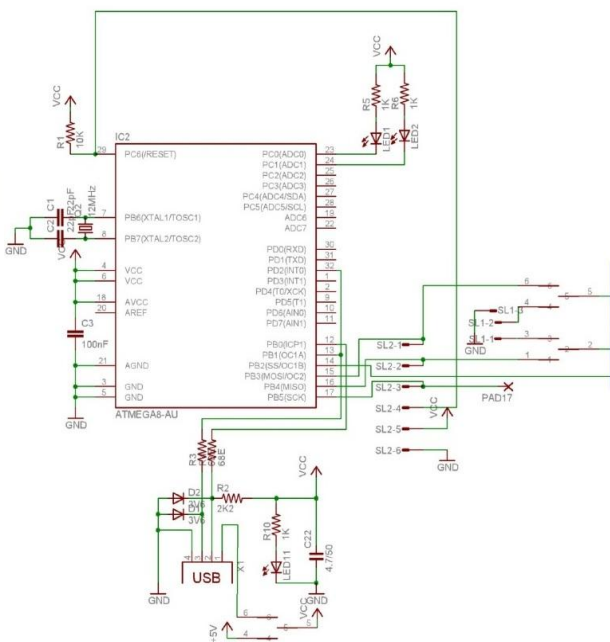 VCC
R1
10K
IC2
29
PC6(/RESET)
C1
22pF
C2
22pF
Q2
12MHz
7
PB6(XTAL1/TOSC1)
8
PB7(XTAL2/TOSC2)
GND
4
VCC
6
VCC
18
AVCC
20
AREF
C3
100nF
21
AGND
3
GND
5
GND
GND
ATMEGA8-AU
VCC
R5
1K
R6
1K
LED1
LED2
PC0(ADC0)
23
PC1(ADC1)
24
PC2(ADC2)
25
PC3(ADC3)
26
PC4(ADC4/SDA)
27
PC5(ADC5/SCL)
28
ADC6
19
ADC7
22
PD0(RXD)
30
PD1(TXD)
31
PD2(INT0)
32
PD3(INT1)
1
PD4(T0/XCK)
2
PD5(T1)
9
PD6(AIN0)
10
PD7(AIN1)
11
PB0(ICP1)
12
PB1(OC1A)
13
PB2(SS/OC1B)
14
PB3(MOSI/OC2)
15
PB4(MISO)
16
PB5(SCK)
17
SL2-1
SL2-2
SL2-3
SL2-4
SL2-5
SL2-6
VCC
GND
PAD17
SL1-3
SL1-2
SL1-1
GND
6
4
5
3
1
2
R3
68E
D2
3V6
D1
3V6
R2
2K2
VCC
R10
1K
LED11
C22
4.7/50
GND
GND
4
3
2
1
USB
X1
+5V
6
4
5
VCC